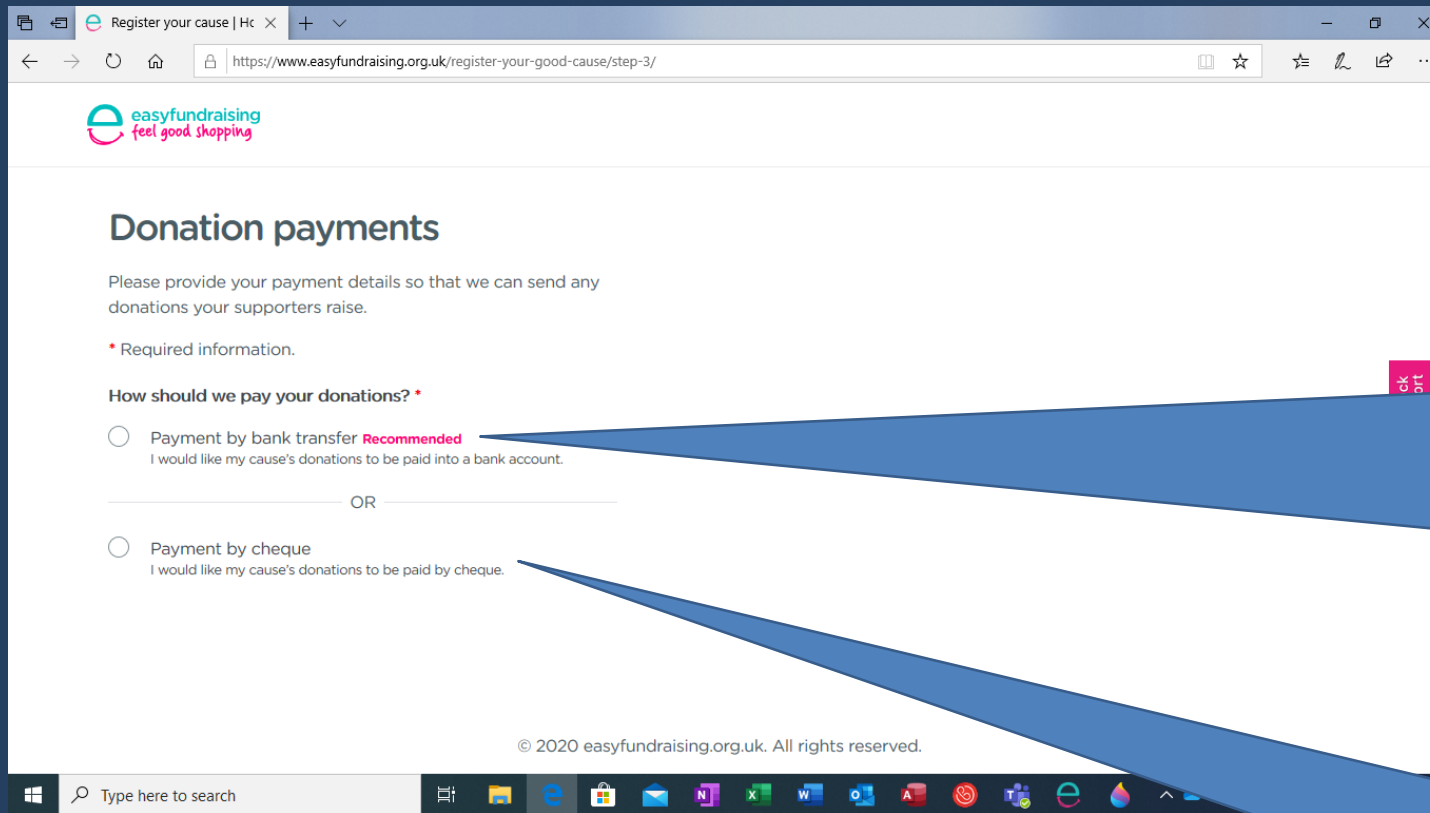 Register your cause | Hc
https://www.easyfundraising.org.uk/register-your-good-cause/step-3/
easyfundraising
feel good shopping
Donation payments
Please provide your payment details so that we can send any
donations your supporters raise.
* Required information.
How should we pay your donations? *
Payment by bank transfer Recommended
I would like my cause's donations to be paid into a bank account.
OR
Payment by cheque
I would like my cause's donations to be paid by cheque.
© 2020 easyfundraising.org.uk. All rights reserved.
Type here to search